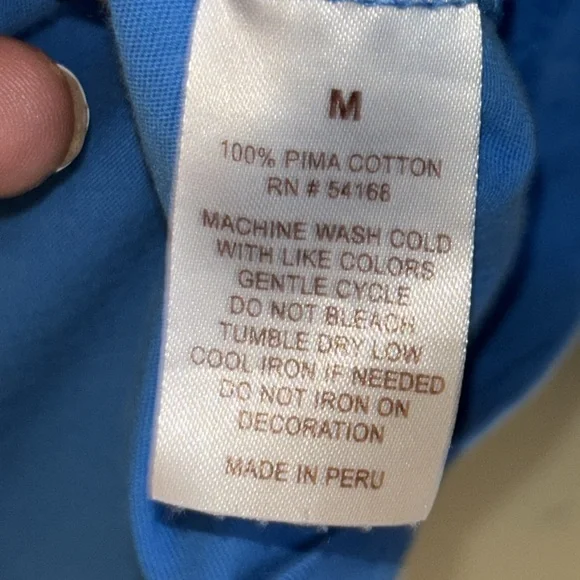 M
100% PIMA COTTON
RN # 54168
MACHINE WASH COLD
WITH LIKE COLORS
GENTLE CYCLE
DO NOT BLEACH
TUMBLE DRY LOW
COOL IRON IF NEEDED
DO NOT IRON ON
DECORATION
MADE IN PERU